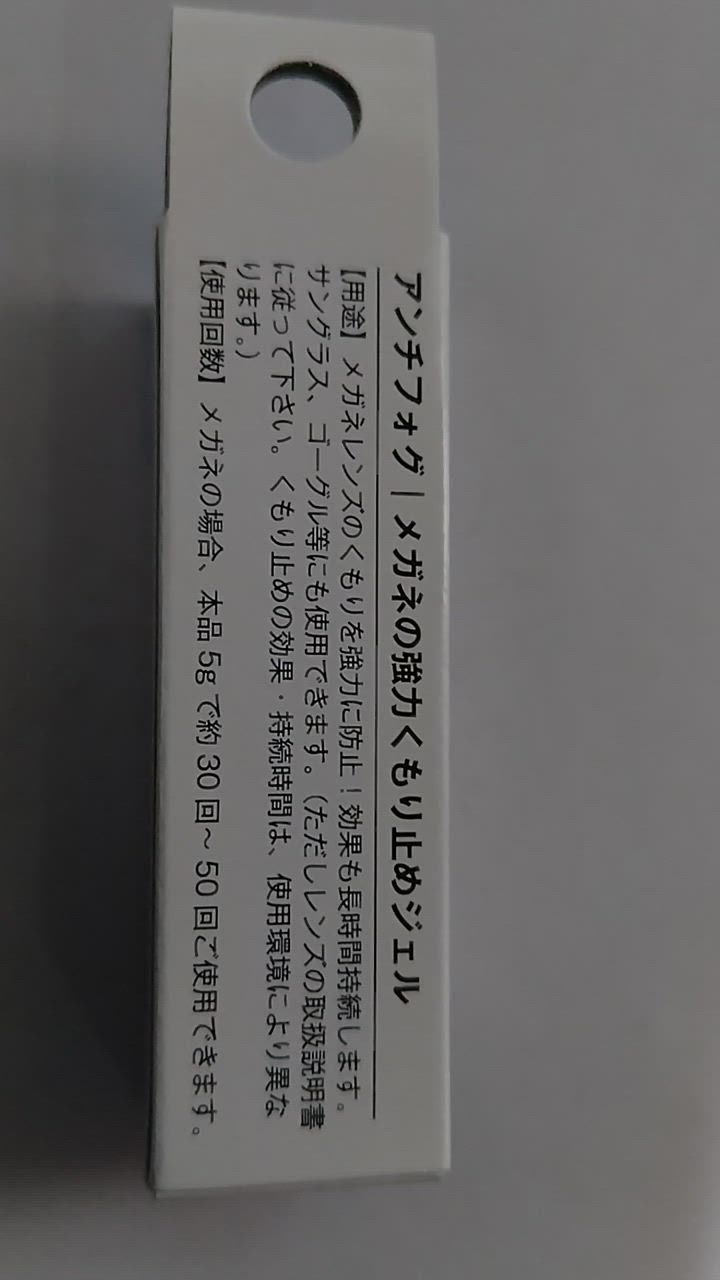 アンチフォグ｜メガネの強力くもり止めジェル
【用途】メガネレンズのくもりを強力に防止！効果も長時間持続します。
サングラス、ゴーグル等にも使用できます。（ただしレンズの取扱説明書
に従って下さい。くもり止めの効果・持続時間は、使用環境により異な
ります。）
【使用回数】メガネの場合、本品5gで約30回～50回ご使用できます。